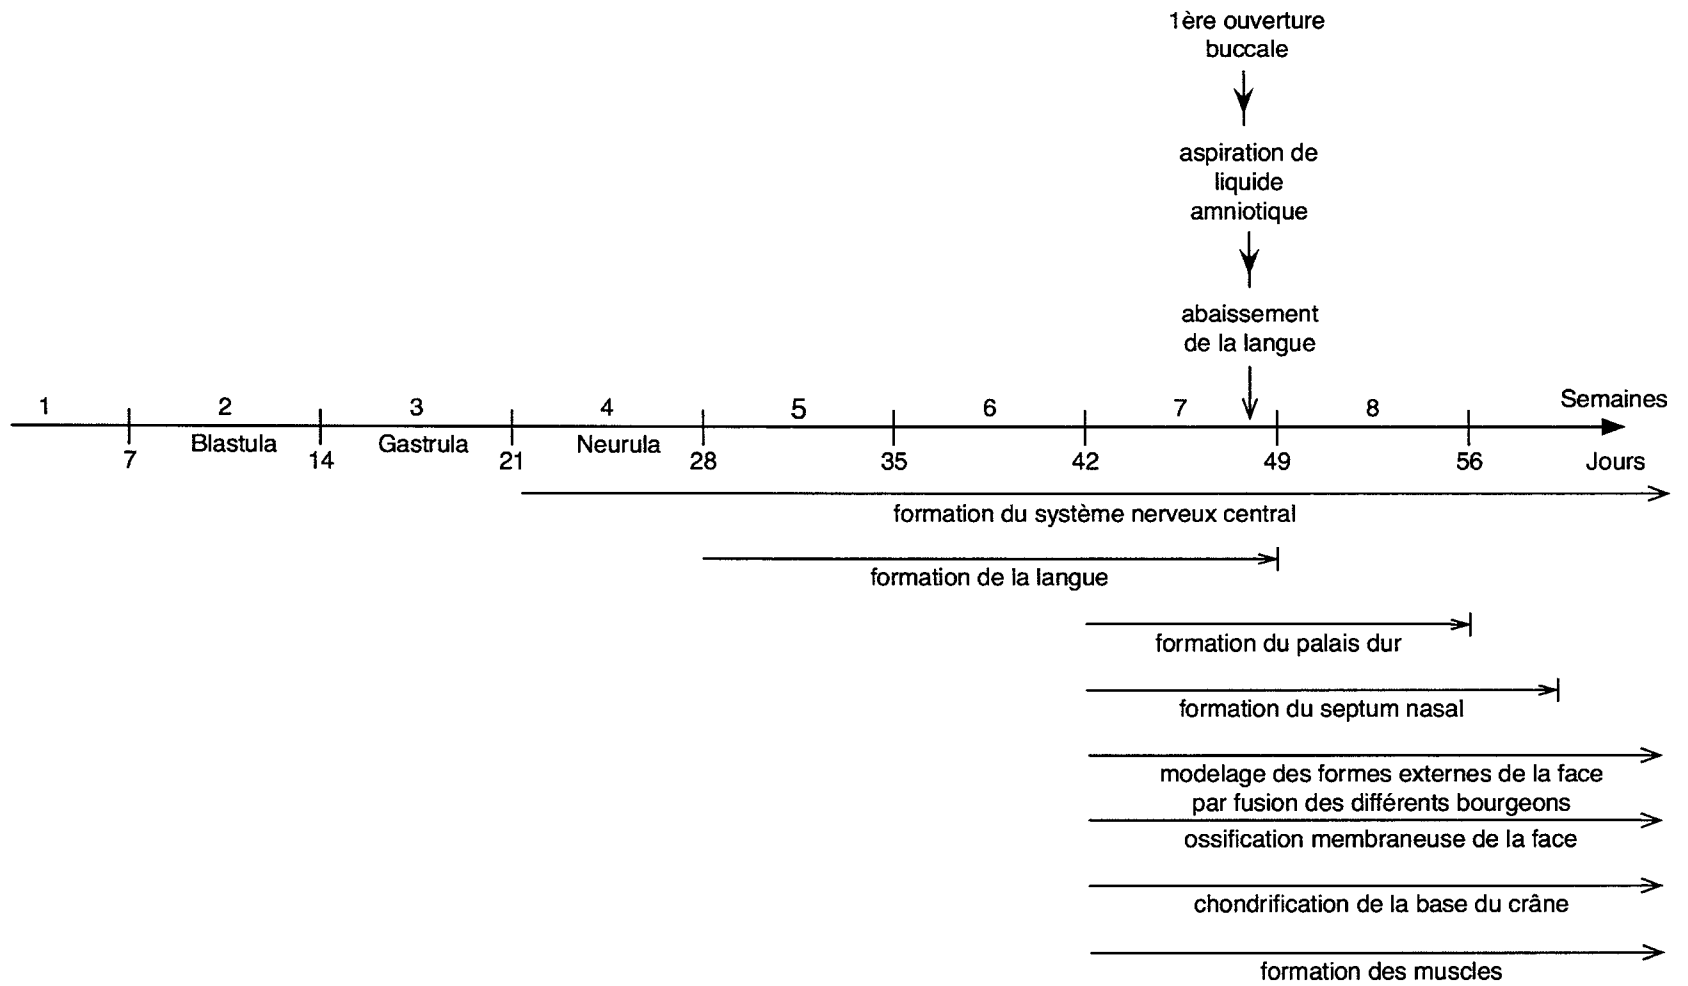 1ère ouverture
buccale
aspiration de
liquide
amniotique
abaissement
de la langue
1 2 3 4 5 6 7 8 Semaines
Blastula Gastrula Neurula
7 14 21 28 35 42 49 56 Jours
formation du système nerveux central
formation de la langue
formation du palais dur
formation du septum nasal
modelage des formes externes de la face
par fusion des différents bourgeons
ossification membraneuse de la face
chondrification de la base du crâne
formation des muscles